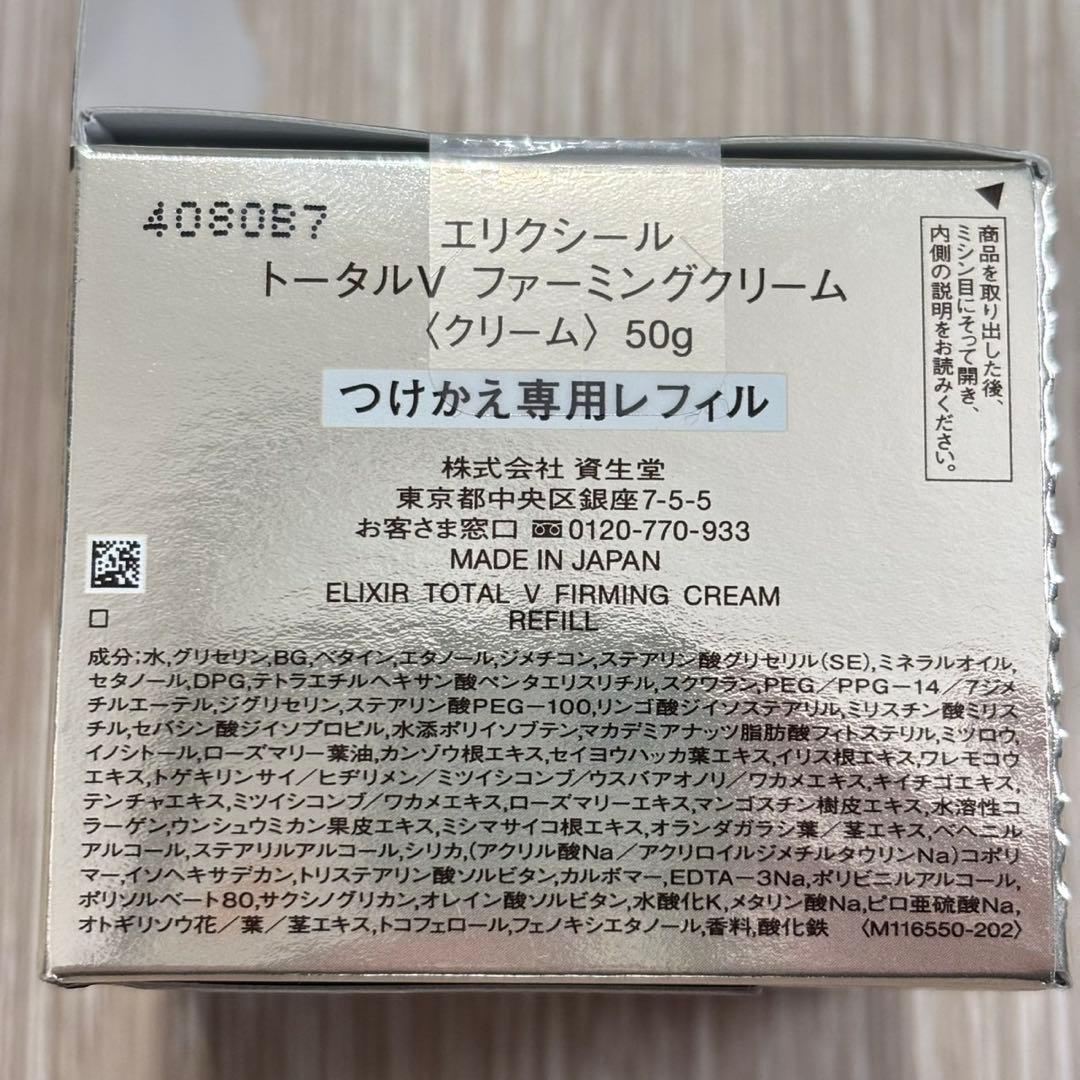 4080B7
エリクシール
トータルV ファーミングクリーム
〈クリーム〉 50g
つけかえ専用レフィル
商品を取り出した後、
ミシン目にそって開き、
内側の説明をお読みください。
株式会社 資生堂
東京都中央区銀座7-5-5
お客さま窓口 0120-770-933
MADE IN JAPAN
ELIXIR TOTAL V FIRMING CREAM
REFILL
成分:水,グリセリン,BG,ベタイン,エタノール,ジメチコン,ステアリン酸グリセリル(SE),ミネラルオイル,
セタノール,DPG,テトラエチルヘキサン酸ペンタエリスリチル,スクワラン,PEG/PPG-14/7ジメ
チルエーテル,ジグリセリン,ステアリン酸PEG-100,リンゴ酸ジイソステアリル,ミリスチン酸ミリス
チル,セバシン酸ジイソプロピル,水添ポリイソブテン,マカデミアナッツ脂肪酸フィトステリル,ミツロウ,
イノシトール,ローズマリー葉油,カンゾウ根エキス,セイヨウハッカ葉エキス,イリス根エキス,ワレモコウ
エキス,トゲキリンサイ/ヒヂリメン/ミツイシコンブ/ウスバアオノリ/ワカメエキス,キイチゴエキス,
テンチャエキス,ミツイシコンブ/ワカメエキス,ローズマリーエキス,マンゴスチン樹皮エキス,水溶性コ
ラーゲン,ウンシュウミカン果皮エキス,ミシマサイコ根エキス,オランダガラシ葉/茎エキス,ベヘニル
アルコール,ステアリルアルコール,シリカ,(アクリル酸Na/アクリロイルジメチルタウリンNa)コポリ
マー,イソヘキサデカン,トリステアリン酸ソルビタン,カルボマー,EDTA-3Na,ポリビニルアルコール,
ポリソルベート80,サクシノグリカン,オレイン酸ソルビタン,水酸化K,メタリン酸Na,ピロ亜硫酸Na,
オトギリソウ花/葉/茎エキス,トコフェロール,フェノキシエタノール,香料,酸化鉄 〈M116550-202〉